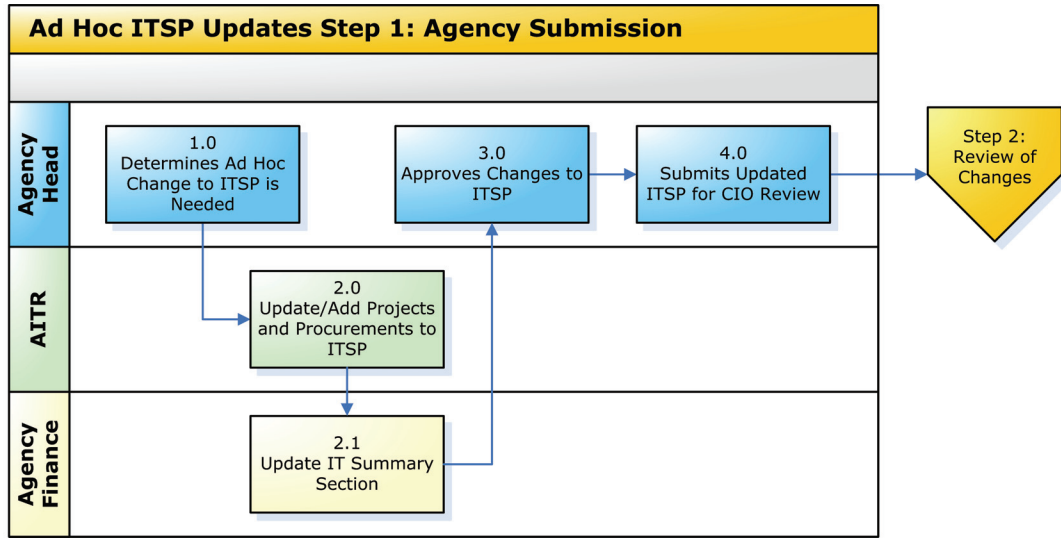 Ad Hoc ITSP Updates Step 1: Agency Submission
Agency
Head
1.0
Determines Ad Hoc
Change to ITSP is
Needed
3.0
Approves Changes to
ITSP
4.0
Submits Updated
ITSP for CIO Review
Step 2:
Review of
Changes
AITR
2.0
Update/Add Projects
and Procurements to
ITSP
Agency
Finance
2.1
Update IT Summary
Section